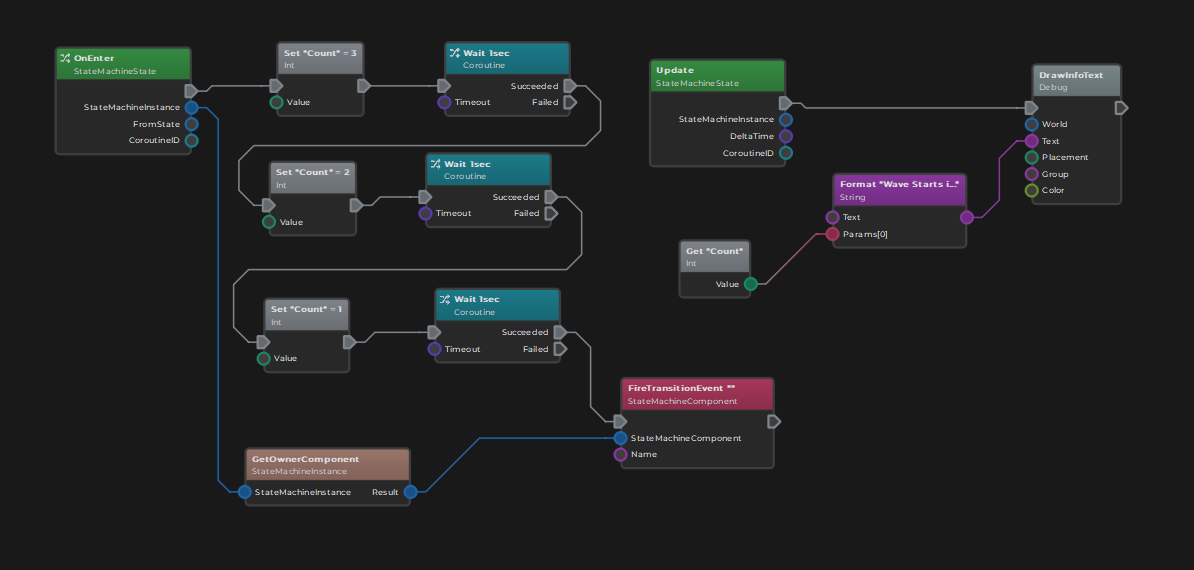 OnEnter
StateMachineState
StateMachineInstance
FromState
CoroutineID
Set "Count" = 3
Int
Value
Wait 1sec
Coroutine
Succeeded
Timeout Failed
Set "Count" = 2
Int
Value
Wait 1sec
Coroutine
Succeeded
Timeout Failed
Set "Count" = 1
Int
Value
Wait 1sec
Coroutine
Succeeded
Timeout Failed
GetOwnerComponent
StateMachineInstance
StateMachineInstance Result
FireTransitionEvent ""
StateMachineComponent
StateMachineComponent
Name
Update
StateMachineState
StateMachineInstance
DeltaTime
CoroutineID
Get "Count"
Int
Value
Format "Wave Starts i..."
String
Text
Params[0]
DrawInfoText
Debug
World
Text
Placement
Group
Color